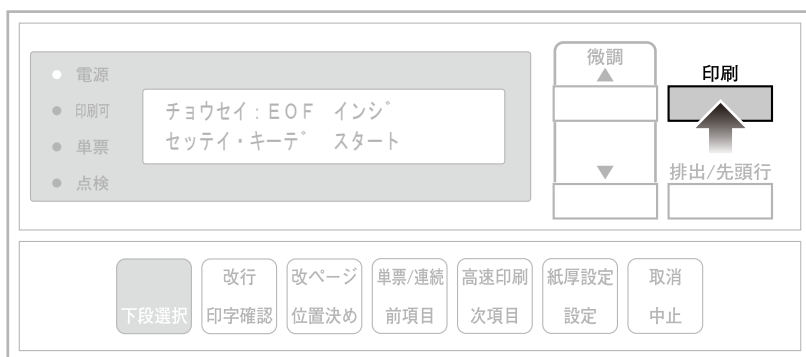 微調
印刷
電源
印刷可
単票
点検
チョウセイ:EOF インジ゛
セッテイ・キーデ゛ スタート
▲
▼
排出/先頭行
下段選択
改行
印字確認
改ページ
位置決め
単票/連続
前項目
高速印刷
次項目
紙厚設定
設定
取消
中止